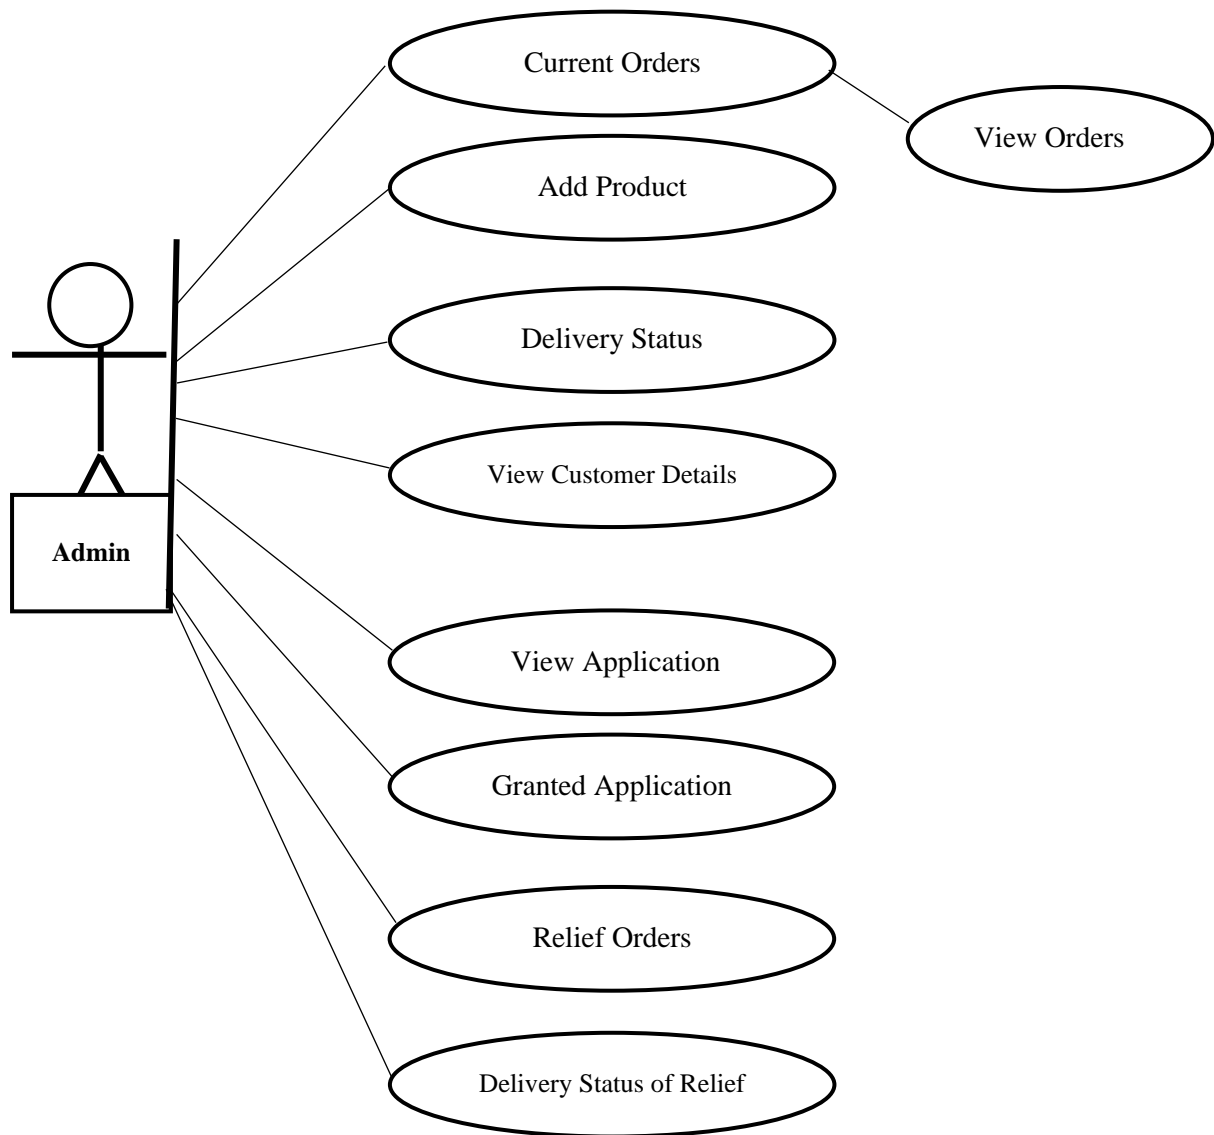 Current Orders
View Orders
Add Product
Delivery Status
View Customer Details
Admin
View Application
Granted Application
Relief Orders
Delivery Status of Relief